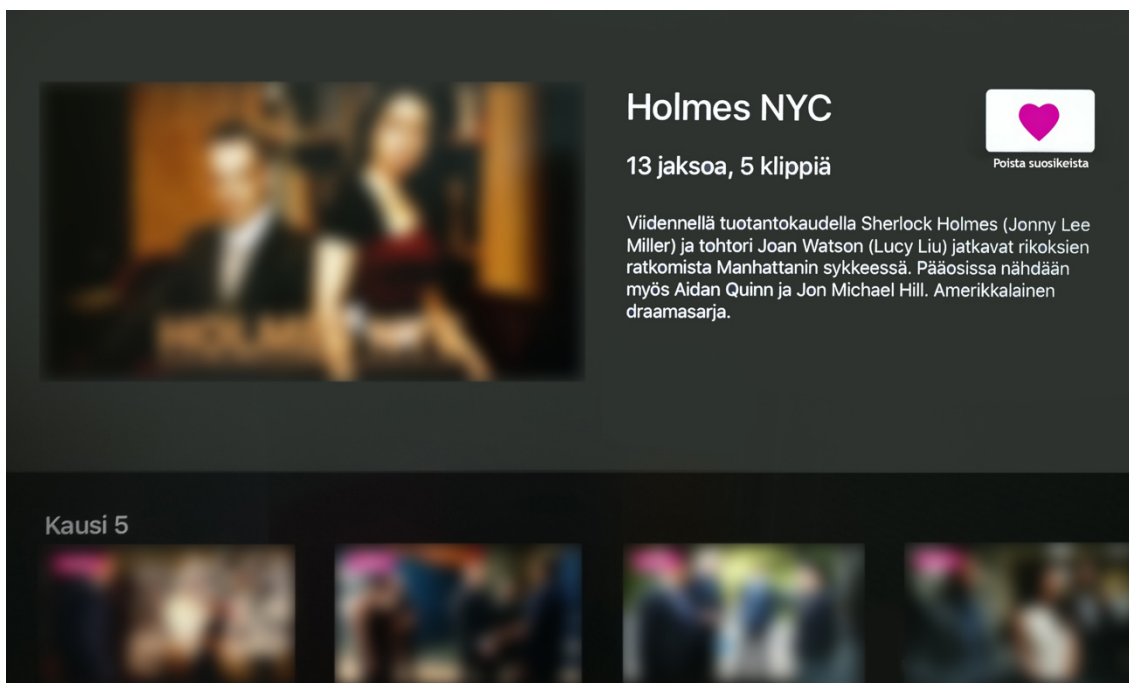 Holmes NYC
Poista suosikeista
13 jaksoa, 5 klippiä
Viidennellä tuotantokaudella Sherlock Holmes (Jonny Lee
Miller) ja tohtori Joan Watson (Lucy Liu) jatkavat rikoksien
ratkomista Manhattanin sykkeessä. Pääosissa nähdään
myös Aidan Quinn ja Jon Michael Hill. Amerikkalainen
draamasarja.
Kausi 5